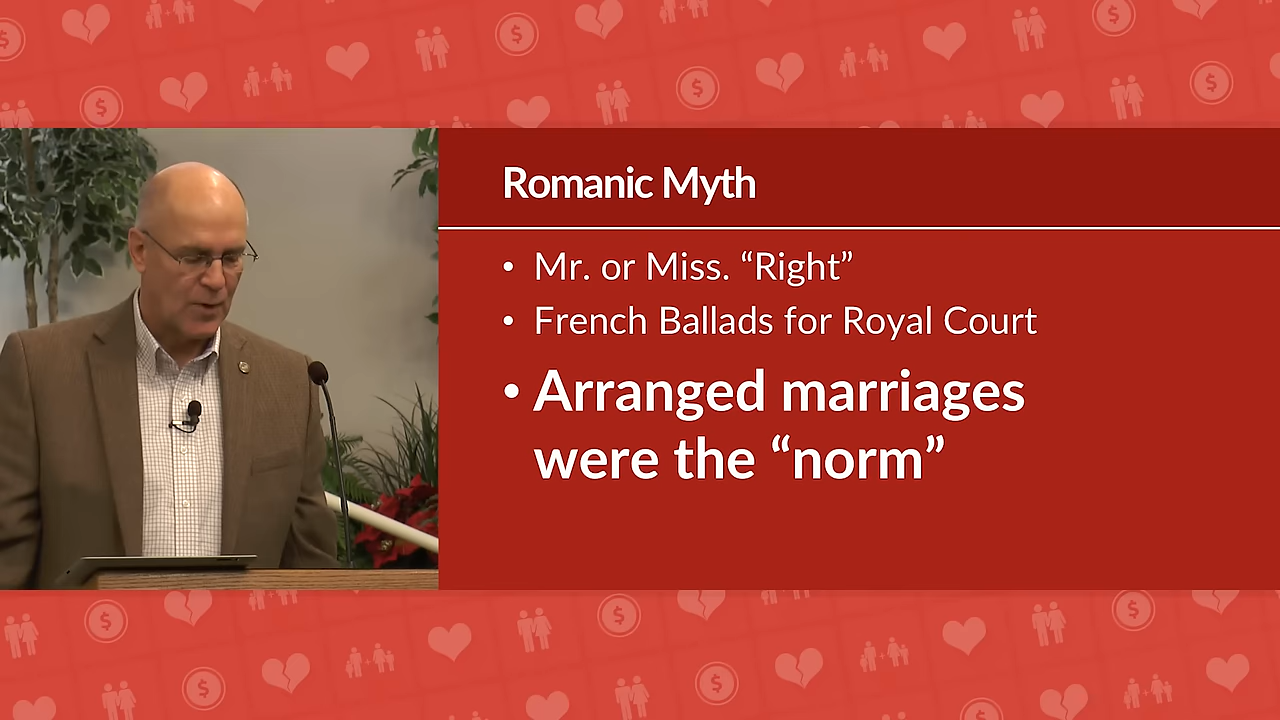 Romanic Myth
• Mr. or Miss. “Right”
• French Ballads for Royal Court
• Arranged marriages
were the “norm”